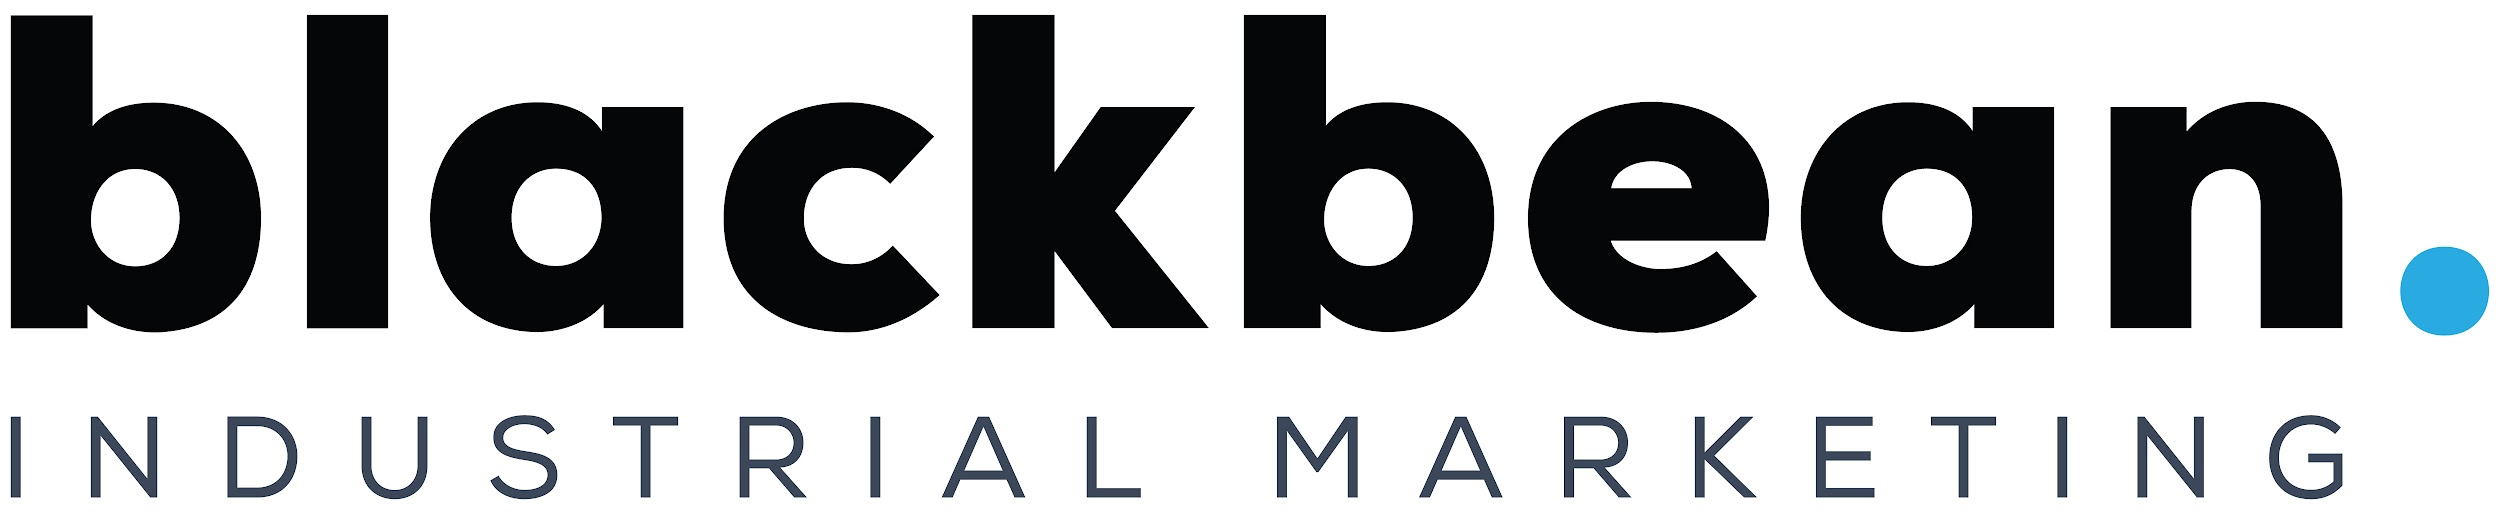 blackbean.
INDUSTRIAL MARKETING